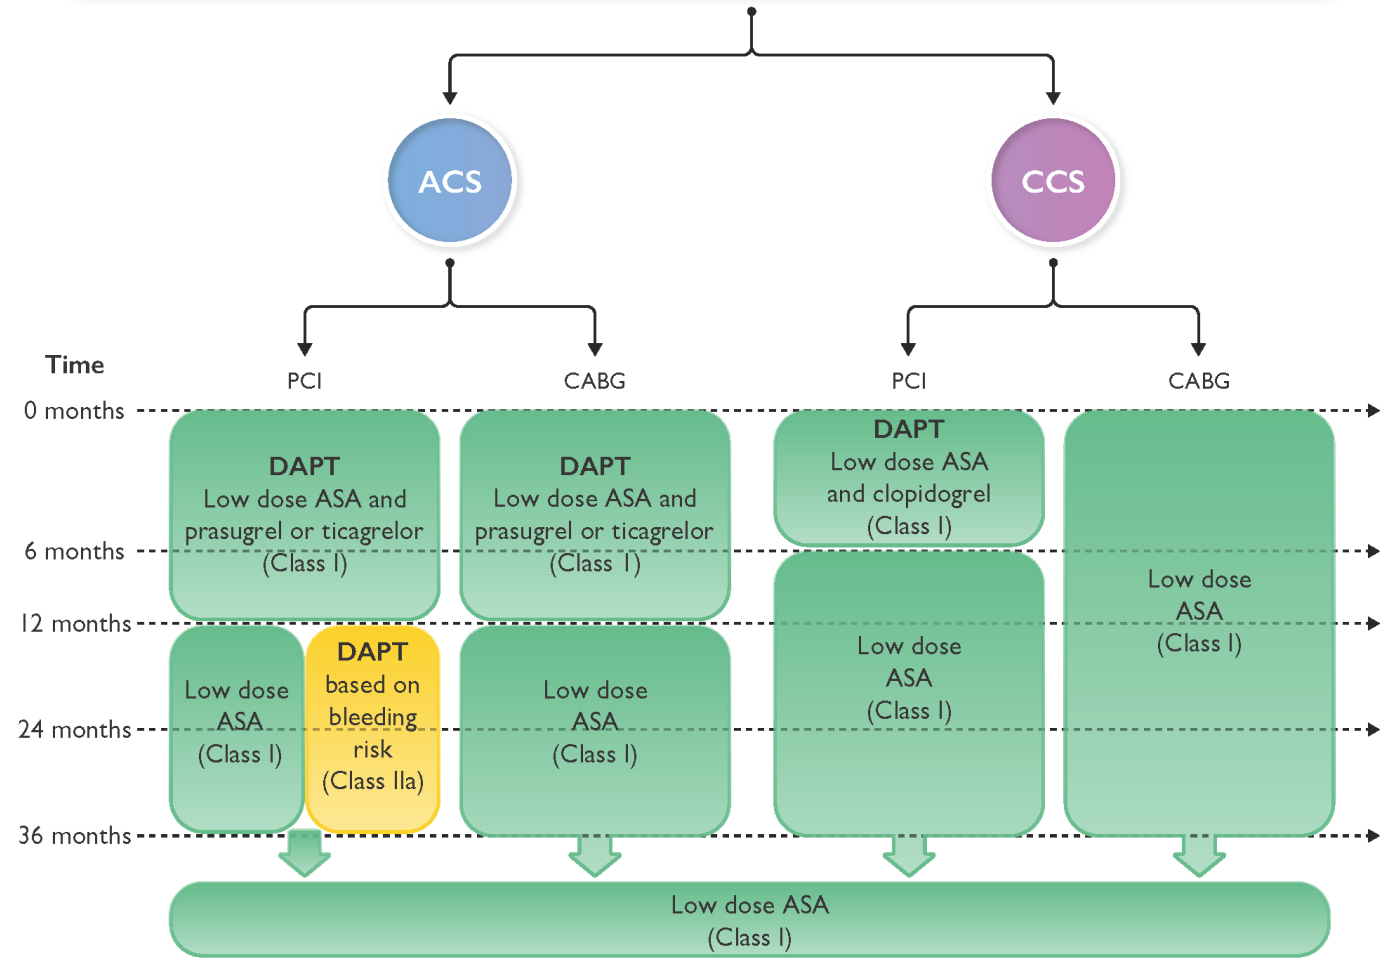 ACS
CCS
Time
PCI
CABG
PCI
CABG
0 months
DAPT
Low dose ASA and
prasugrel or ticagrelor
(Class I)
DAPT
Low dose ASA and
prasugrel or ticagrelor
(Class 1)
DAPT
Low dose ASA
and clopidogrel
(Class I)
6 months
Low dose
ASA
(Class I)
Low dose
ASA
(Class I)
12 months
Low dose
ASA
(Class I)
DAPT
based on
bleeding
risk
(Class IIa)
Low dose
ASA
(Class I)
24 months
36 months
Low dose ASA
(Class I)